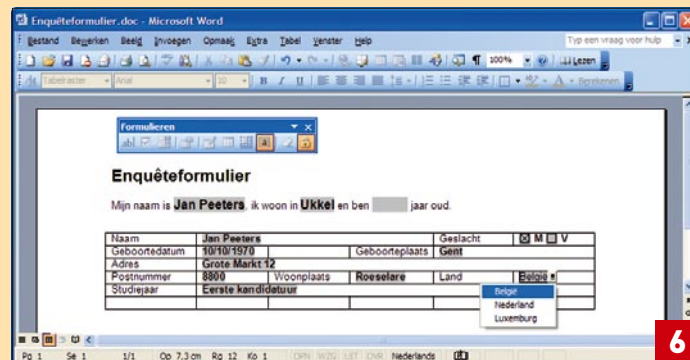 Enquêteformulier.doc - Microsoft Word
Bestand Bewerken Beeld Invoegen Opmaak Extra Tabel Venster Help Typ een vraag voor hulp
100% Lezen
Tabelraster Arial 10 B I U Berekenen
Formulieren
ab
Enquêteformulier
Mijn naam is Jan Peeters, ik woon in Ukkel en ben jaar oud.
Naam Jan Peeters Geslacht M V
Geboortedatum 10/10/1970 Geboorteplaats Gent
Adres Grote Markt 12
Postnummer 8800 Woonplaats Roeselare Land België
Studiejaar Eerste kandidatuur
België
Nederland
Luxemburg
Pg 1 Se 1 1/1 Op 7,3 cm Rg 12 Ko 1 OPN WZG UIT OVR Nederlands
6